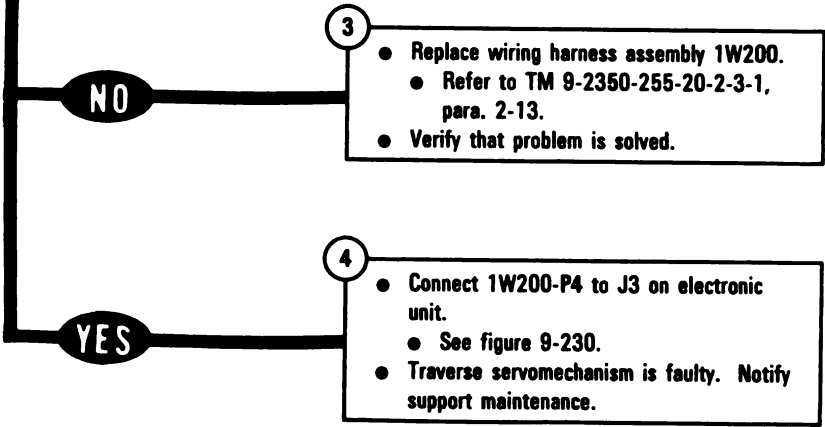 3
● Replace wiring harness assembly 1W200.
● Refer to TM 9-2350-255-20-2-3-1,
para. 2-13.
● Verify that problem is solved.
NO
4
● Connect 1W200-P4 to J3 on electronic
unit.
● See figure 9-230.
● Traverse servomechanism is faulty. Notify
support maintenance.
YES